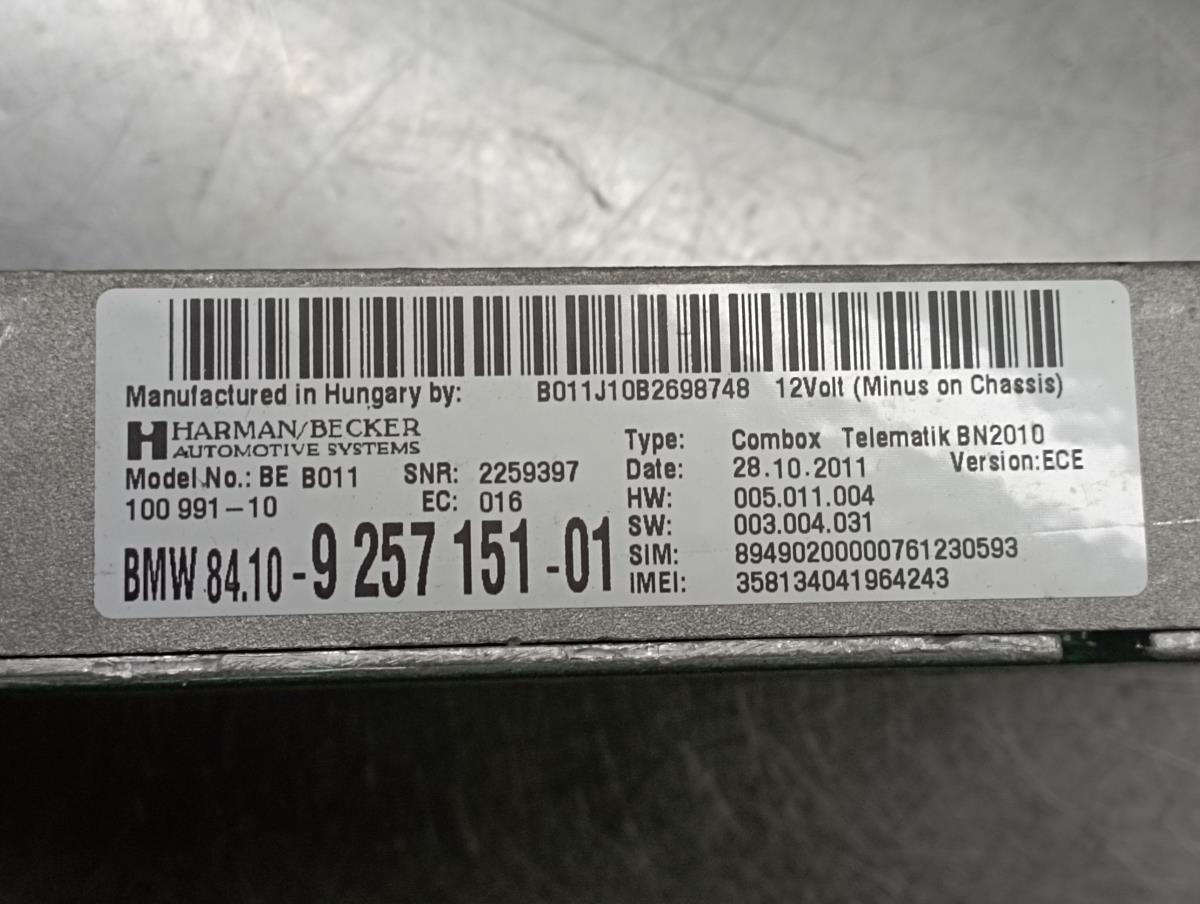 Manufactured in Hungary by: B011J10B2698748 12Volt (Minus on Chassis)
HARMAN/BECKER
AUTOMOTIVE SYSTEMS
Model No.: BE B011 SNR: 2259397
100 991-10 EC: 016
BMW 84.10-9 257 151-01
Type: Combox Telematik BN2010
Date: 28.10.2011 Version:ECE
HW: 005.011.004
SW: 003.004.031
SIM: 89490200000761230593
IMEI: 358134041964243